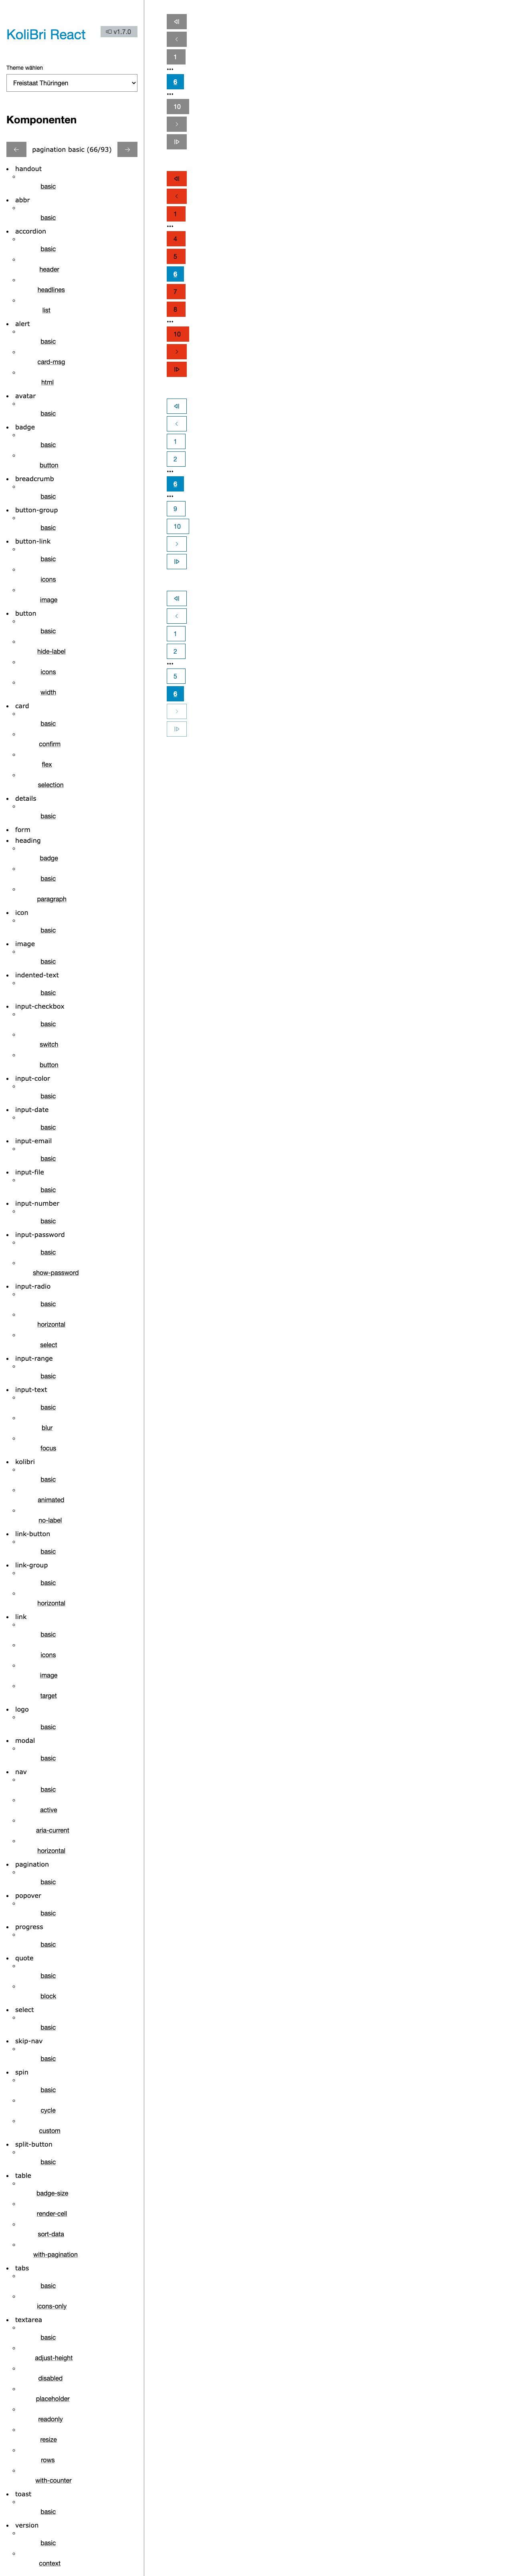 KoliBri React
v1.7.0
Theme wählen
Freistaat Thüringen
Komponenten
pagination basic (66/93)
handout
basic
abbr
basic
accordion
basic
header
headlines
list
alert
basic
card-msg
html
avatar
basic
badge
basic
button
breadcrumb
basic
button-group
basic
button-link
basic
icons
image
button
basic
hide-label
icons
width
card
basic
confirm
flex
selection
details
basic
form
heading
badge
basic
paragraph
icon
basic
image
basic
indented-text
basic
input-checkbox
basic
switch
button
input-color
basic
input-date
basic
input-email
basic
input-file
basic
input-number
basic
input-password
basic
show-password
input-radio
basic
horizontal
select
input-range
basic
input-text
basic
blur
focus
kolibri
basic
animated
no-label
link-button
basic
link-group
basic
horizontal
link
basic
icons
image
target
logo
basic
modal
basic
nav
basic
active
aria-current
horizontal
pagination
basic
popover
basic
progress
basic
quote
basic
block
select
basic
skip-nav
basic
spin
basic
cycle
custom
split-button
basic
table
badge-size
render-cell
sort-data
with-pagination
tabs
basic
icons-only
textarea
basic
adjust-height
disabled
placeholder
readonly
resize
rows
with-counter
toast
basic
version
basic
context
1
•••
6
•••
10
1
•••
4
5
6
7
8
•••
10
1
2
•••
6
•••
9
10
1
2
•••
5
6